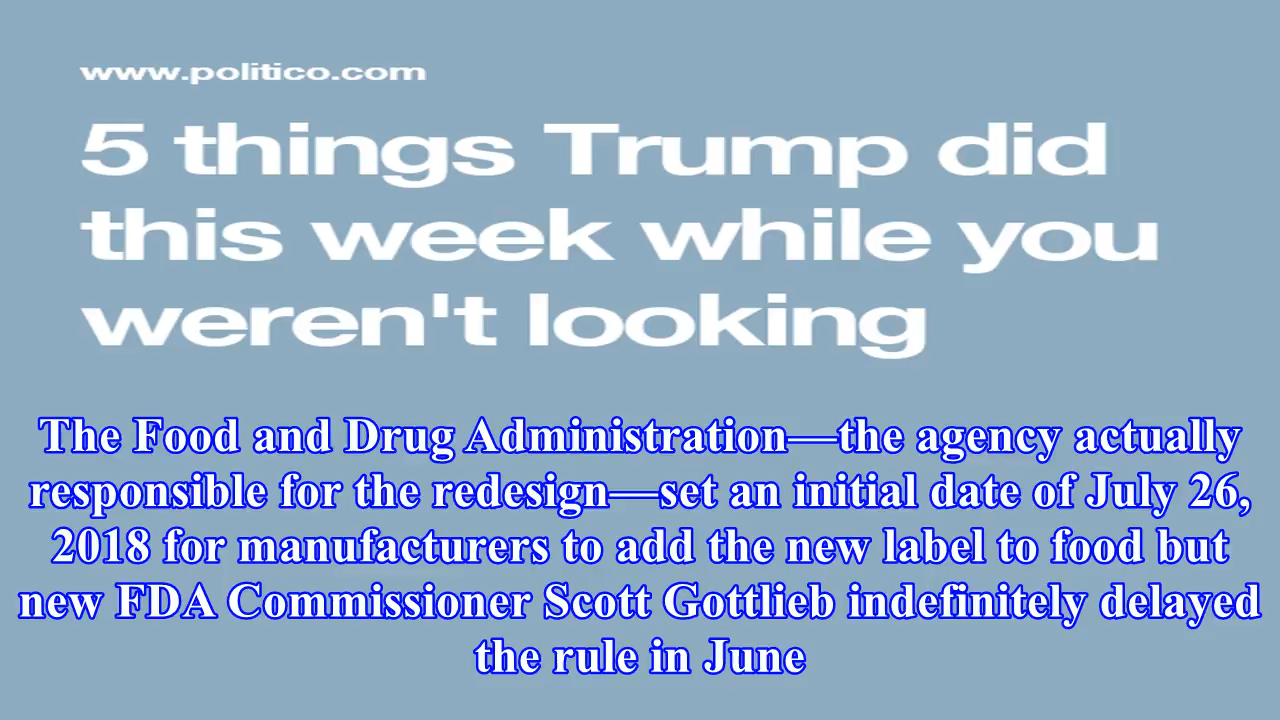 www.politico.com
5 things Trump did
this week while you
weren't looking
The Food and Drug Administration—the agency actually
responsible for the redesign—set an initial date of July 26,
2018 for manufacturers to add the new label to food but
new FDA Commissioner Scott Gottlieb indefinitely delayed
the rule in June